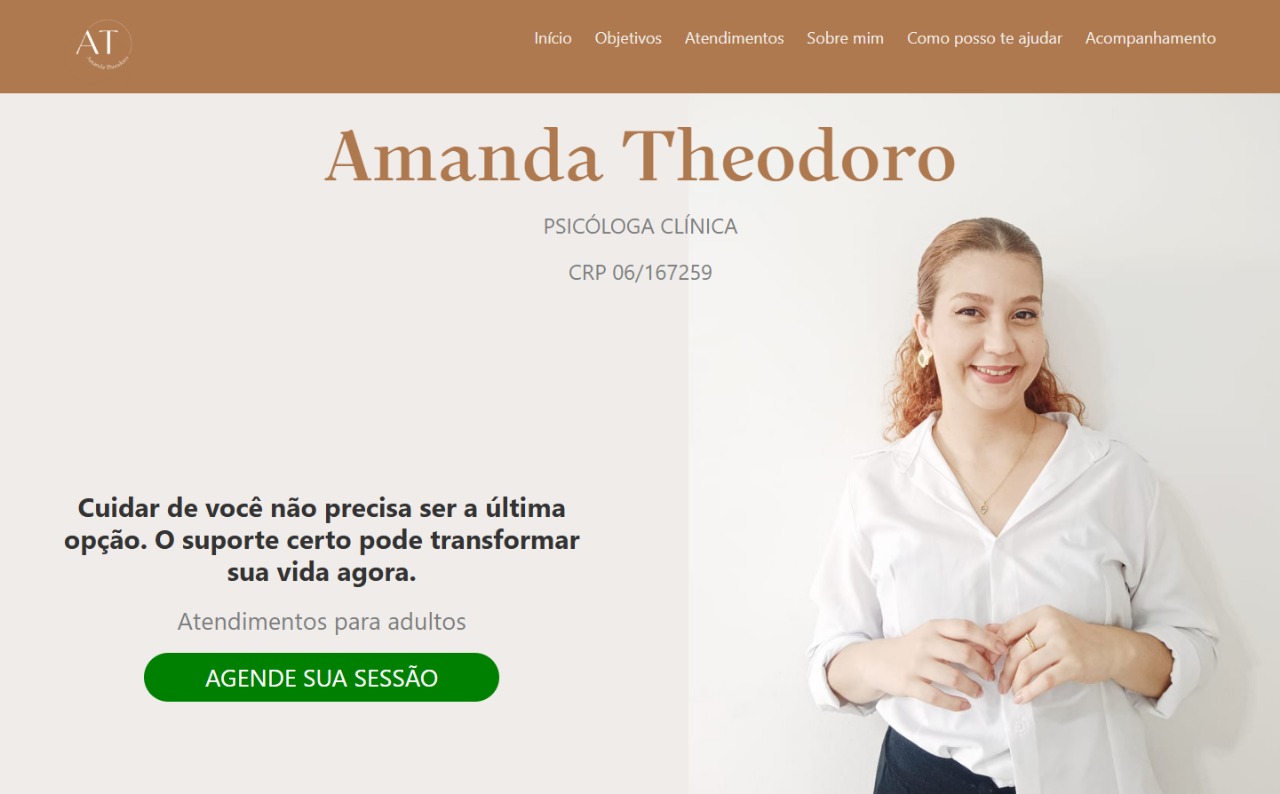 AT
Amanda Theodoro
Início Objetivos Atendimentos Sobre mim Como posso te ajudar Acompanhamento
Amanda Theodoro
PSICÓLOGA CLÍNICA
CRP 06/167259
Cuidar de você não precisa ser a última
opção. O suporte certo pode transformar
sua vida agora.
Atendimentos para adultos
AGENDE SUA SESSÃO